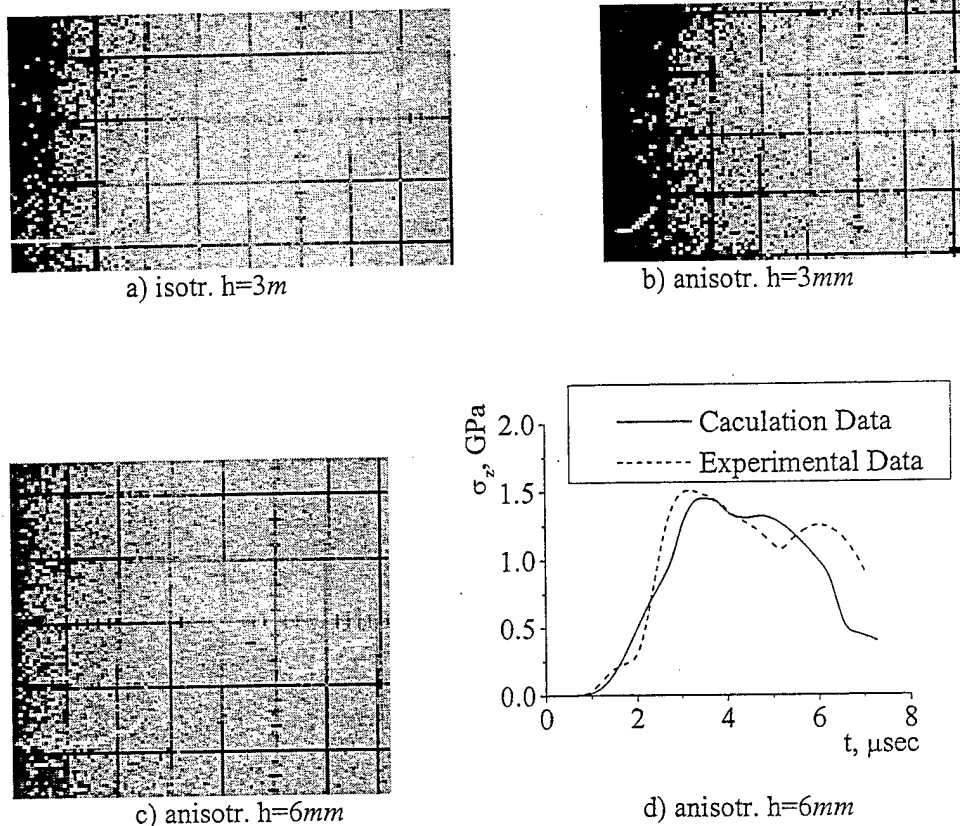 a) isotr. h=3m
b) anisotr. h=3mm
c) anisotr. h=6mm
σz, GPa
2.0
1.5
1.0
0.5
0.0
Caculation Data
Experimental Data
0
2
4
6
8
t, μsec
d) anisotr. h=6mm